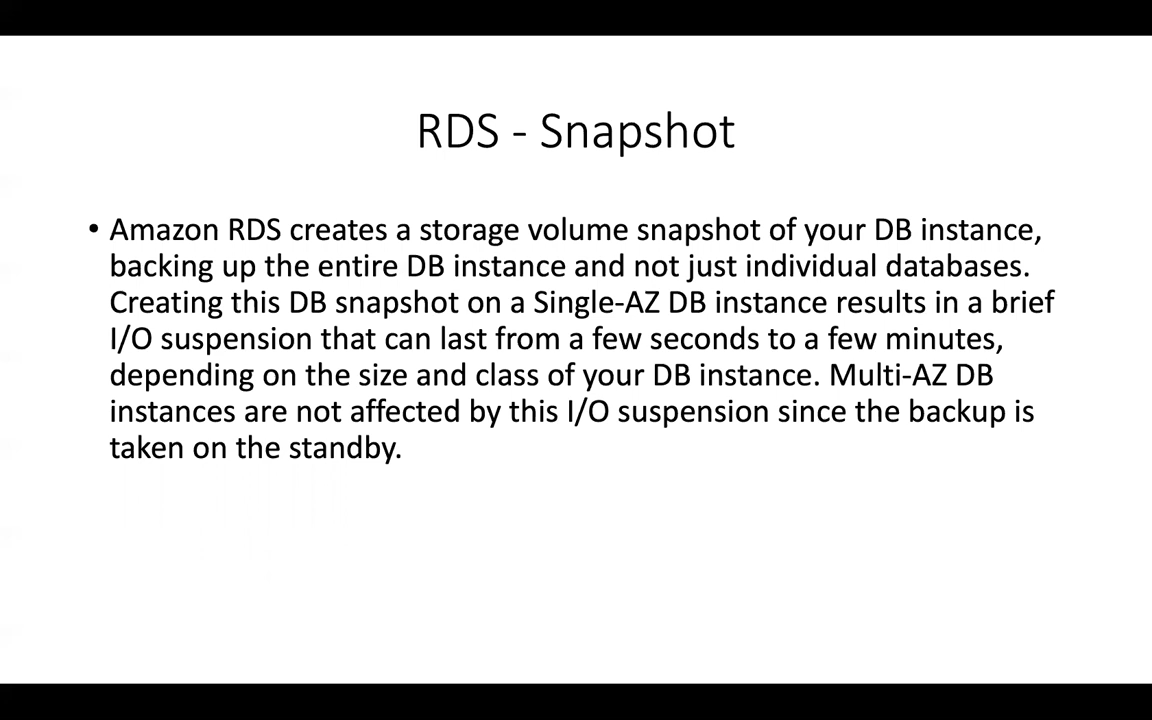 RDS - Snapshot
• Amazon RDS creates a storage volume snapshot of your DB instance,
backing up the entire DB instance and not just individual databases.
Creating this DB snapshot on a Single-AZ DB instance results in a brief
I/O suspension that can last from a few seconds to a few minutes,
depending on the size and class of your DB instance. Multi-AZ DB
instances are not affected by this I/O suspension since the backup is
taken on the standby.